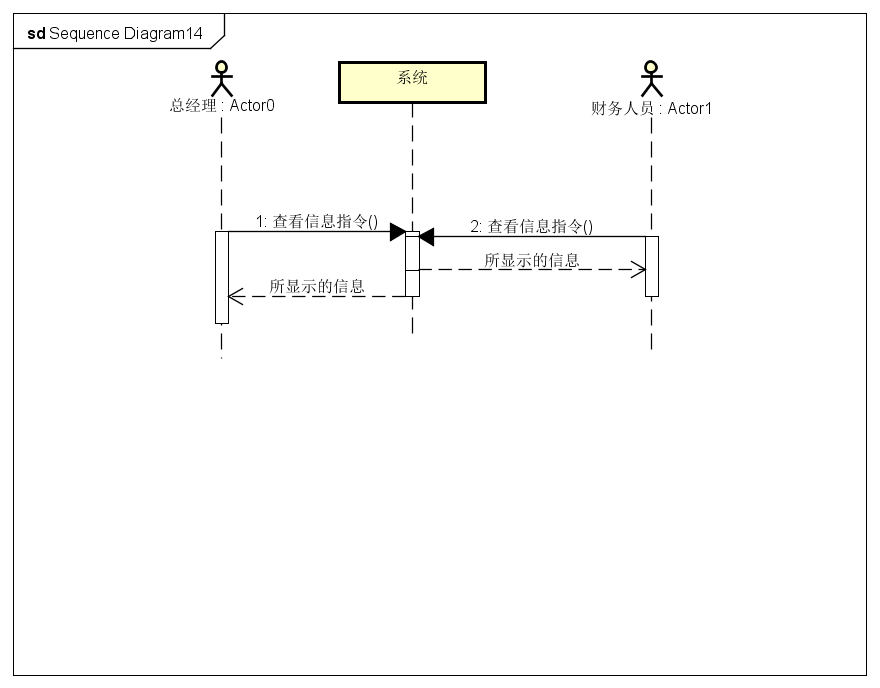 sd Sequence Diagram14
系统
总经理 : Actor0
财务人员 : Actor1
1: 查看信息指令()
2: 查看信息指令()
所显示的信息
所显示的信息